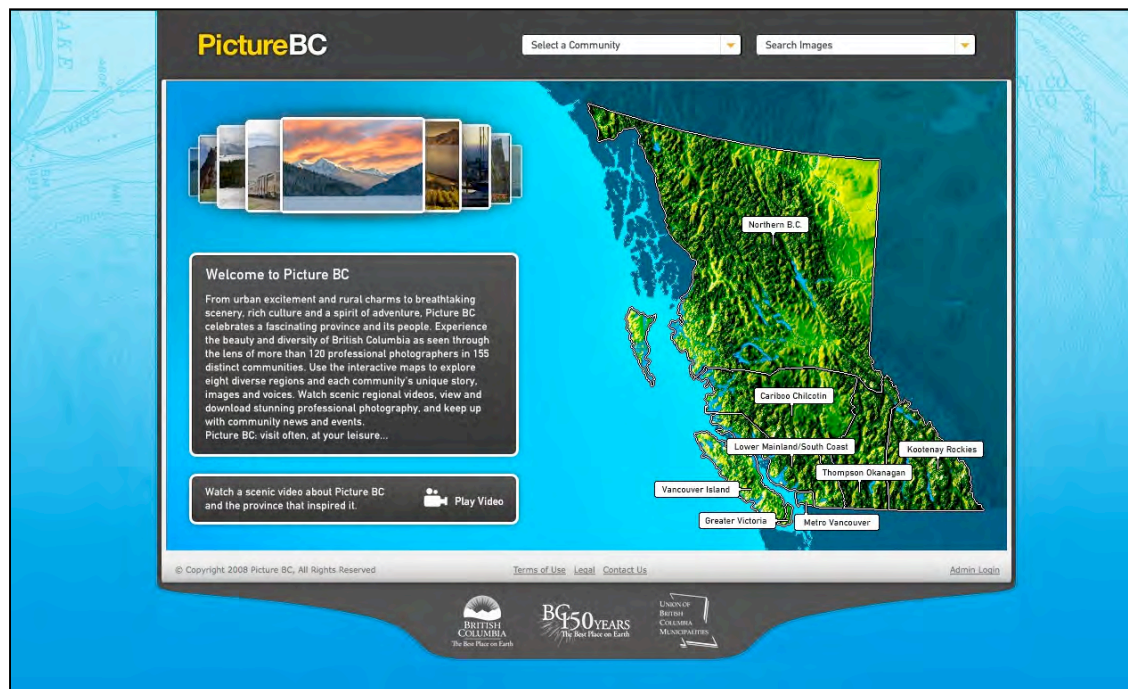 PictureBC
Select a Community
Search Images
Northern B.C.
Welcome to Picture BC
From urban excitement and rural charms to breathtaking
scenery, rich culture and a spirit of adventure, Picture BC
celebrates a fascinating province and its people. Experience
the beauty and diversity of British Columbia as seen through
the lens of more than 120 professional photographers in 155
distinct communities. Use the interactive maps to explore
eight diverse regions and each community's unique story,
images and voices. Watch scenic regional videos, view and
download stunning professional photography, and keep up
with community news and events.
Picture BC: visit often, at your leisure...
Cariboo Chilcotin
Lower Mainland/South Coast
Kootenay Rockies
Thompson Okanagan
Vancouver Island
Greater Victoria
Metro Vancouver
Watch a scenic video about Picture BC
and the province that inspired it.
Play Video
© Copyright 2008 Picture BC, All Rights Reserved
Terms of Use Legal Contact Us
Admin Login
BRITISH
COLUMBIA
The Best Place on Earth
BC150 YEARS
The Best Place on Earth
UNION OF
BRITISH
COLUMBIA
MUNICIPALITIES